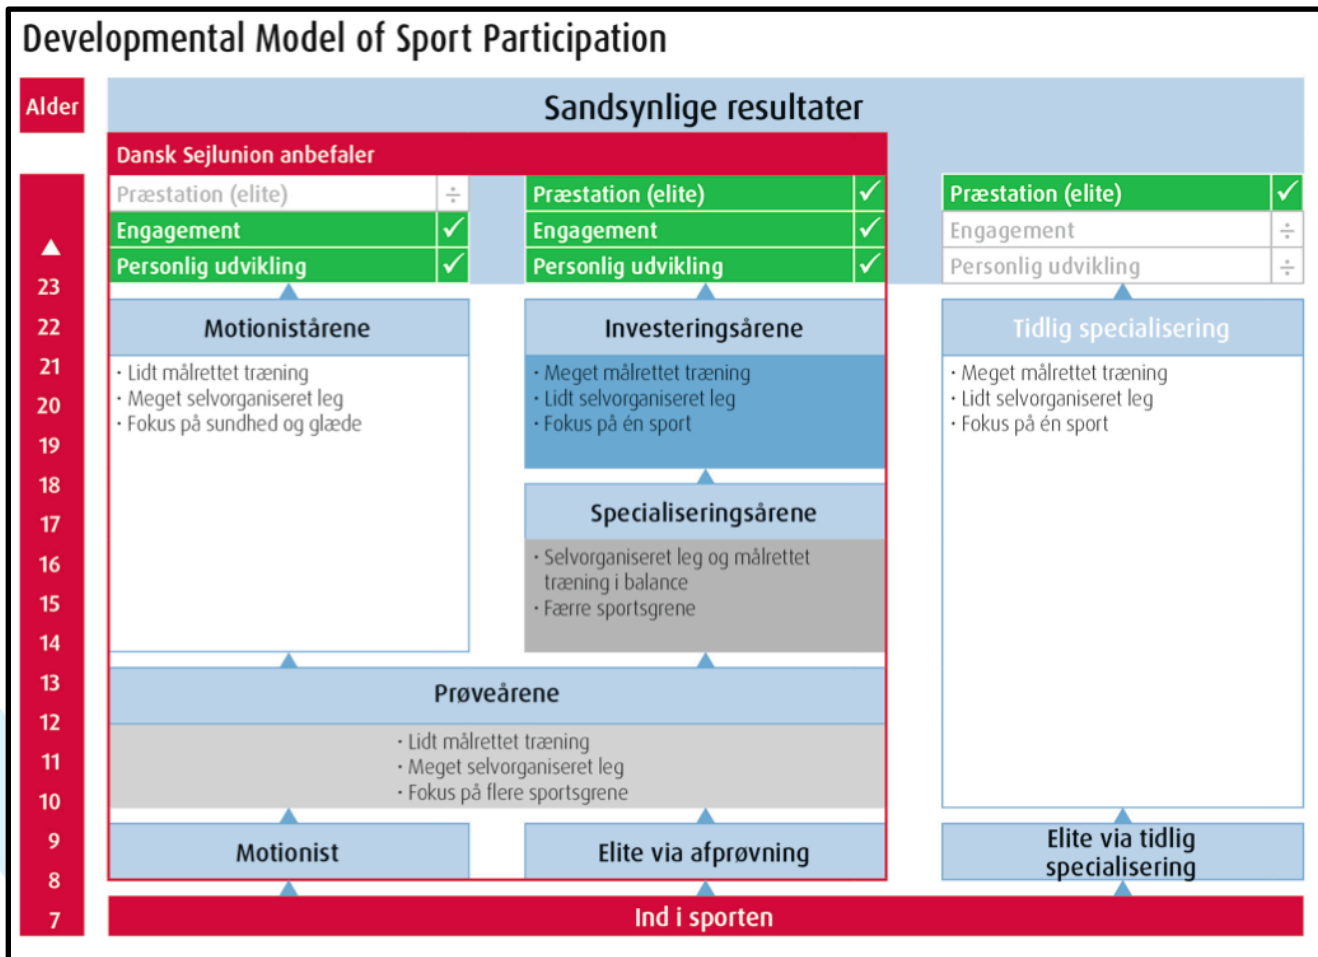 Developmental Model of Sport Participation
Alder
Sandsynlige resultater
Dansk Sejlunion anbefaler
Præstation (elite) ÷
Engagement ✓
Personlig udvikling ✓
Præstation (elite) ✓
Engagement ✓
Personlig udvikling ✓
Præstation (elite) ✓
Engagement ÷
Personlig udvikling ÷
▲
23
22
21
20
19
18
17
16
15
14
13
12
11
10
9
8
7
Motionistårene
· Lidt målrettet træning
· Meget selvorganiseret leg
· Fokus på sundhed og glæde
Investeringsårene
· Meget målrettet træning
· Lidt selvorganiseret leg
· Fokus på én sport
Specialiseringsårene
· Selvorganiseret leg og målrettet
træning i balance
· Færre sportsgrene
Tidlig specialisering
· Meget målrettet træning
· Lidt selvorganiseret leg
· Fokus på én sport
Prøveårene
· Lidt målrettet træning
· Meget selvorganiseret leg
· Fokus på flere sportsgrene
Motionist
Elite via afprøvning
Elite via tidlig
specialisering
Ind i sporten